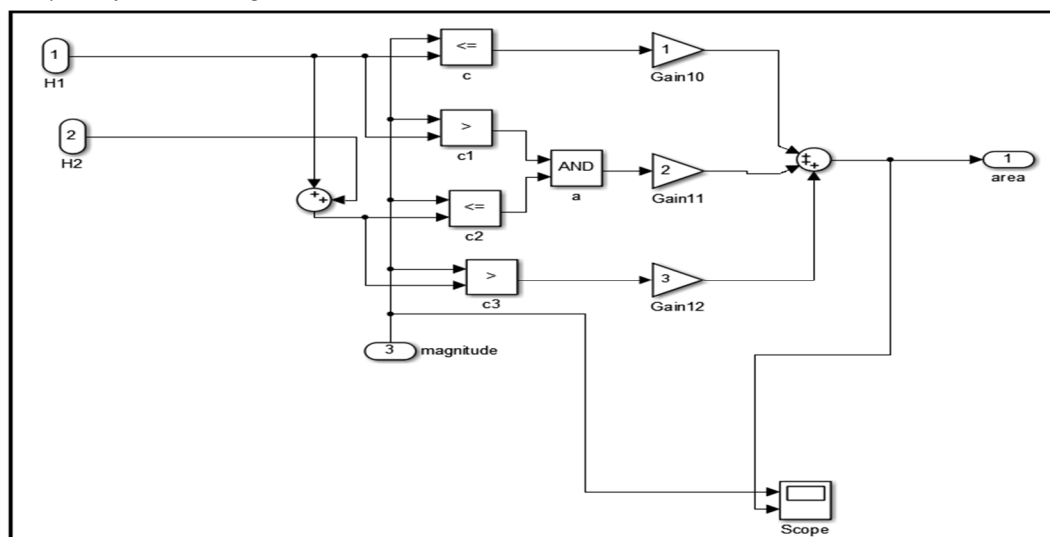 1
H1
2
H2
<=
c
>
c1
<=
c2
>
c3
AND
a
1
Gain10
2
Gain11
3
Gain12
+
+
+
+
+
1
area
3
magnitude
Scope